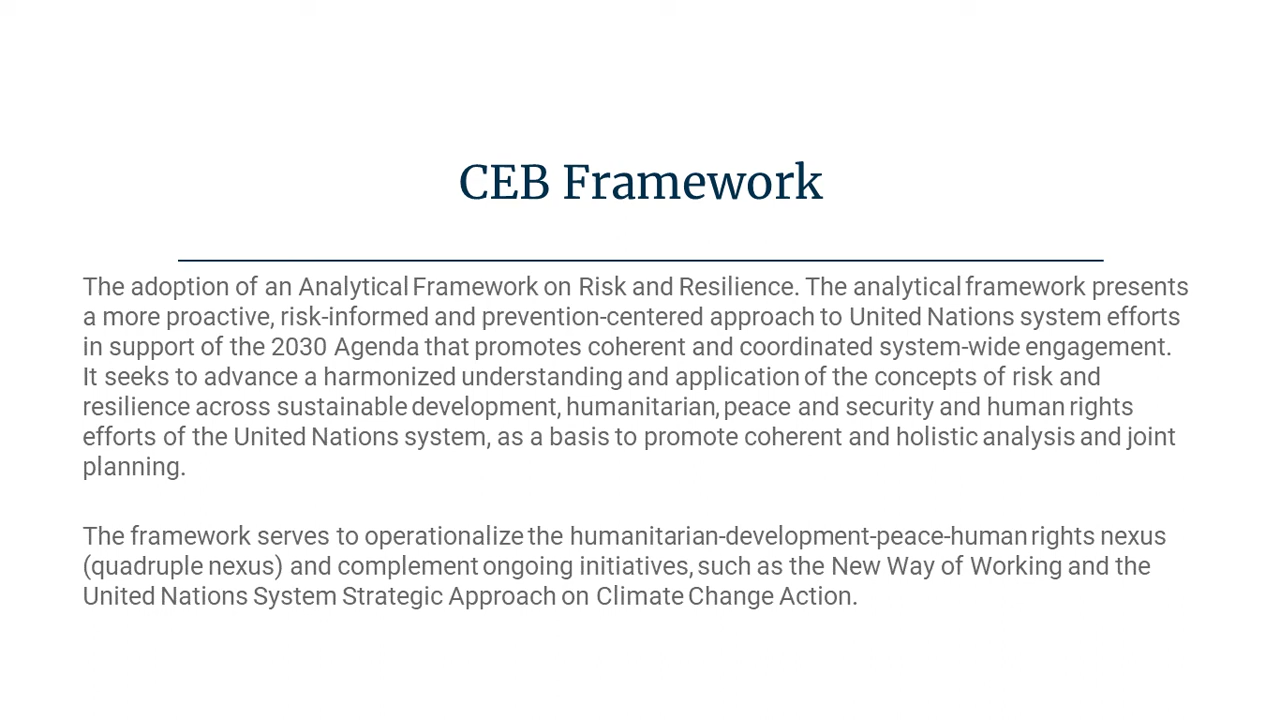 CEB Framework
The adoption of an Analytical Framework on Risk and Resilience. The analytical framework presents
a more proactive, risk-informed and prevention-centered approach to United Nations system efforts
in support of the 2030 Agenda that promotes coherent and coordinated system-wide engagement.
It seeks to advance a harmonized understanding and application of the concepts of risk and
resilience across sustainable development, humanitarian, peace and security and human rights
efforts of the United Nations system, as a basis to promote coherent and holistic analysis and joint
planning.
The framework serves to operationalize the humanitarian-development-peace-human rights nexus
(quadruple nexus) and complement ongoing initiatives, such as the New Way of Working and the
United Nations System Strategic Approach on Climate Change Action.